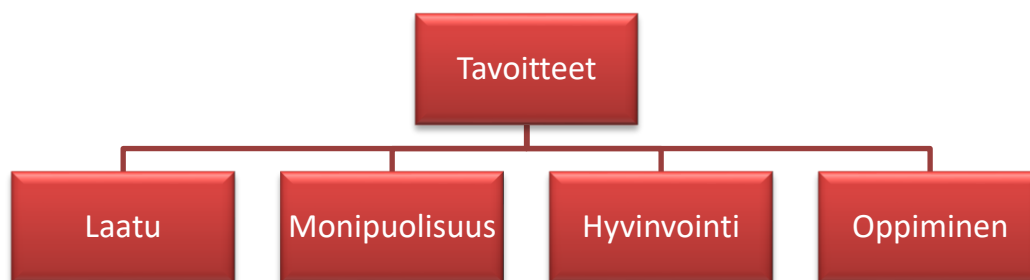 Tavoitteet
Laatu
Monipuolisuus
Hyvinvointi
Oppiminen